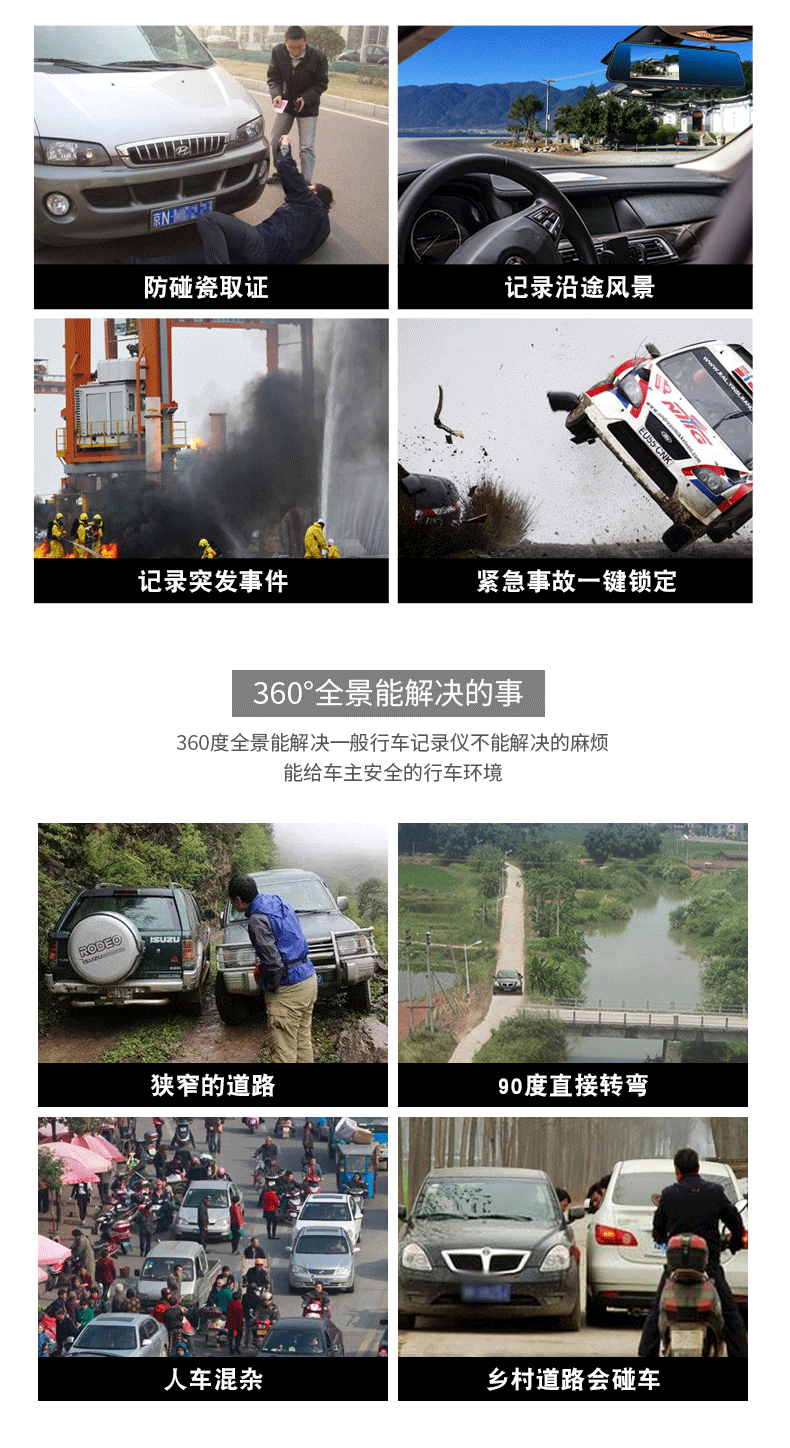 防碰瓷取证
记录沿途风景
记录突发事件
紧急事故一键锁定
360°全景能解决的事
360度全景能解决一般行车记录仪不能解决的麻烦
能给车主安全的行车环境
RODEO
ISUZU
ISUZU
狭窄的道路
90度直接转弯
人车混杂
乡村道路会碰车